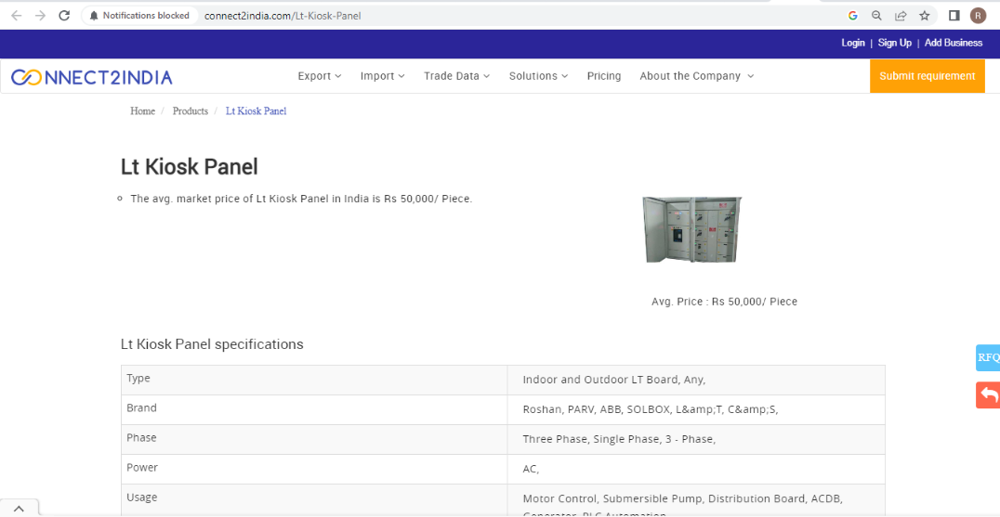 Notifications blocked connect2india.com/Lt-Kiosk-Panel R
Login | Sign Up | Add Business
CONNECT2INDIA Export Import Trade Data Solutions Pricing About the Company Submit requirement
Home / Products / Lt Kiosk Panel
Lt Kiosk Panel
The avg. market price of Lt Kiosk Panel in India is Rs 50,000/ Piece.
Avg. Price : Rs 50,000/ Piece
Lt Kiosk Panel specifications
Type Indoor and Outdoor LT Board, Any,
RFQ
Brand Roshan, PARV, ABB, SOLBOX, L&amp;T, C&amp;S,
Phase Three Phase, Single Phase, 3 - Phase,
Power AC,
Usage Motor Control, Submersible Pump, Distribution Board, ACDB,
Generator, PLC Automation